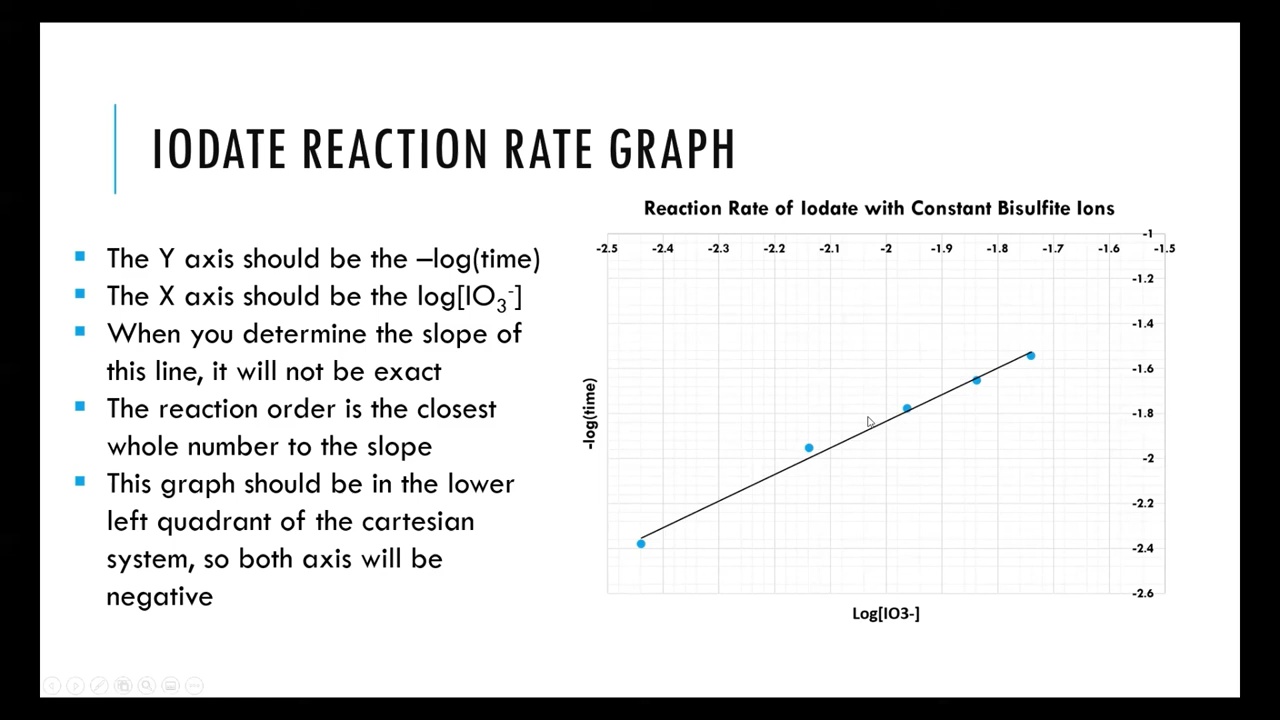 IODATE REACTION RATE GRAPH
▪ The Y axis should be the –log(time)
▪ The X axis should be the log[IO₃⁻]
▪ When you determine the slope of
this line, it will not be exact
▪ The reaction order is the closest
whole number to the slope
▪ This graph should be in the lower
left quadrant of the cartesian
system, so both axis will be
negative
Reaction Rate of Iodate with Constant Bisulfite Ions
-2.5 -2.4 -2.3 -2.2 -2.1 -2 -1.9 -1.8 -1.7 -1.6 -1.5
-1
-1.2
-1.4
-1.6
-1.8
-2
-2.2
-2.4
-2.6
-log(time)
Log[IO3-]